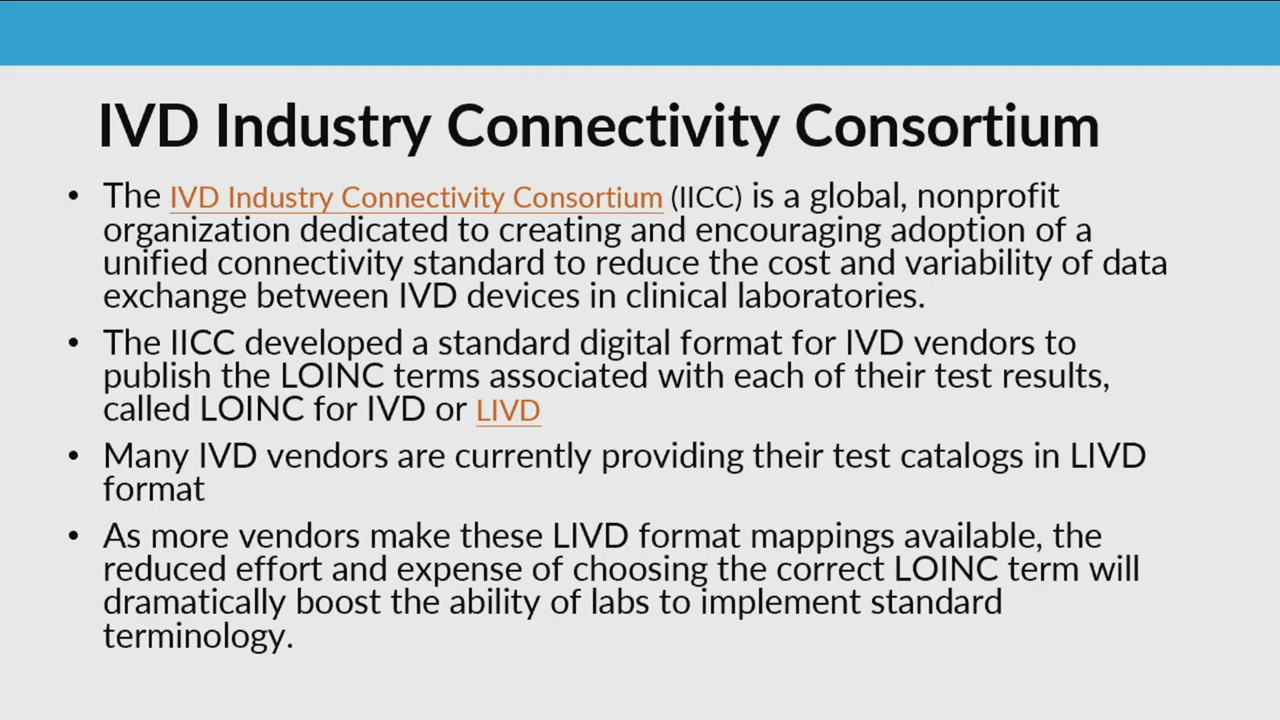 IVD Industry Connectivity Consortium
• The IVD Industry Connectivity Consortium (IICC) is a global, nonprofit
organization dedicated to creating and encouraging adoption of a
unified connectivity standard to reduce the cost and variability of data
exchange between IVD devices in clinical laboratories.
• The IICC developed a standard digital format for IVD vendors to
publish the LOINC terms associated with each of their test results,
called LOINC for IVD or LIVD
• Many IVD vendors are currently providing their test catalogs in LIVD
format
• As more vendors make these LIVD format mappings available, the
reduced effort and expense of choosing the correct LOINC term will
dramatically boost the ability of labs to implement standard
terminology.